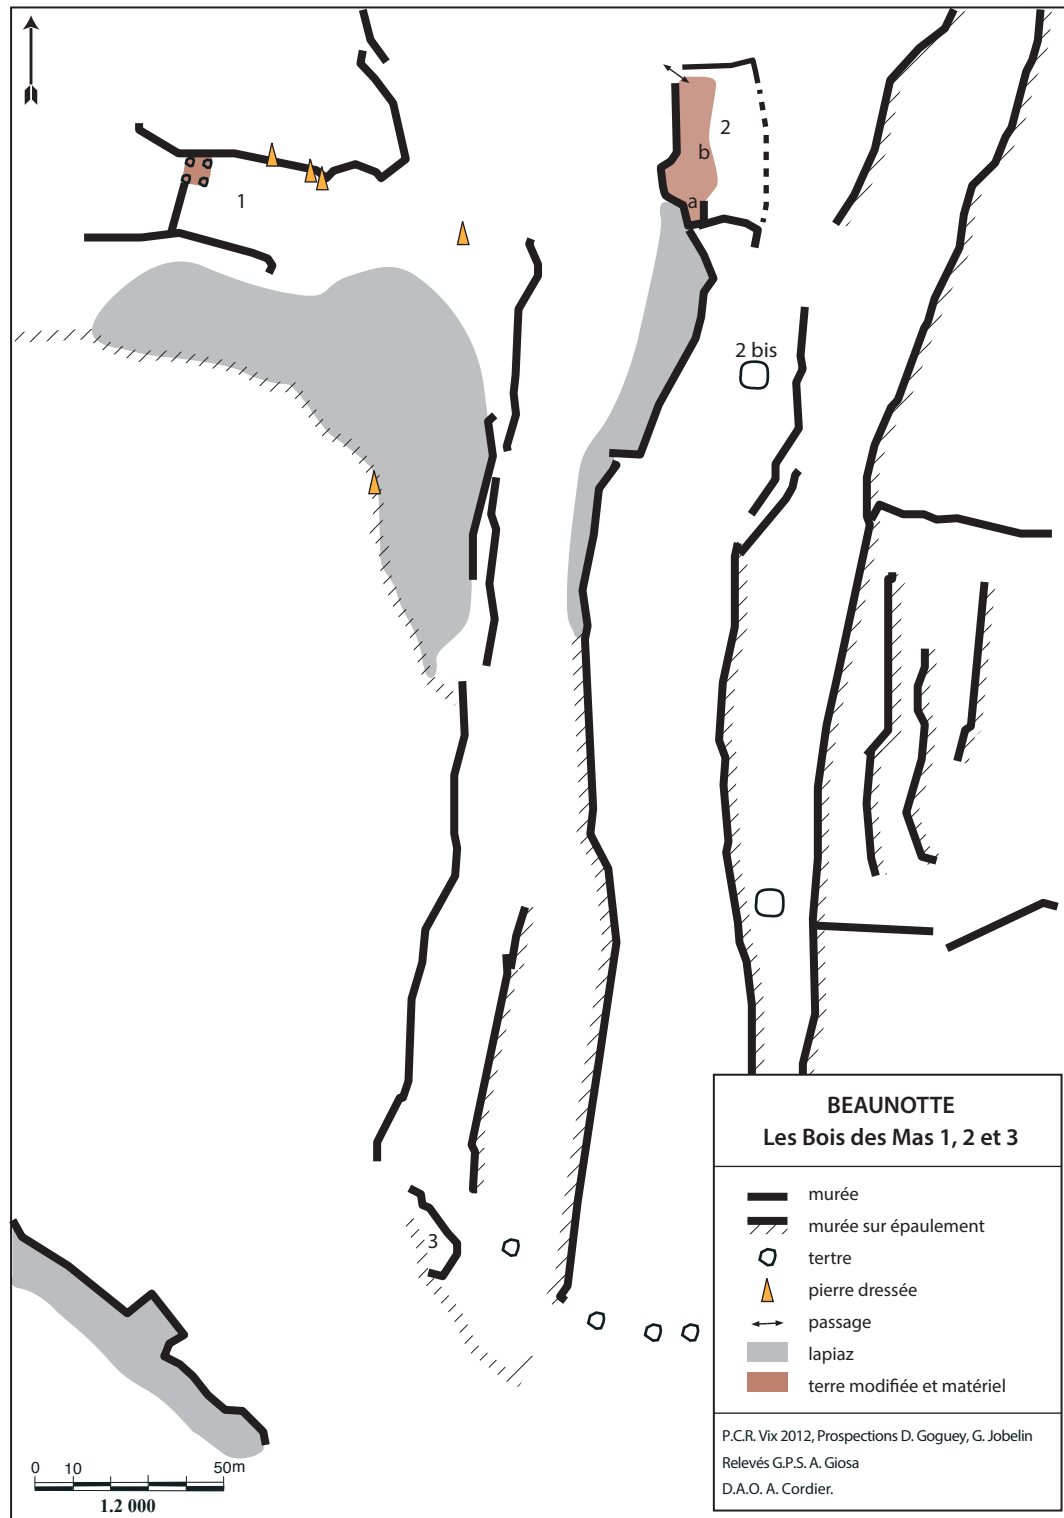 1
2
b
a
2 bis
3
BEAUNOTTE
Les Bois des Mas 1, 2 et 3
murée
murée sur épaulement
tertre
pierre dressée
passage
lapiaz
terre modifiée et matériel
P.C.R. Vix 2012, Prospections D. Goguey, G. Jobelin
Relevés G.P.S. A. Giosa
D.A.O. A. Cordier.
0 10 50m
1.2 000